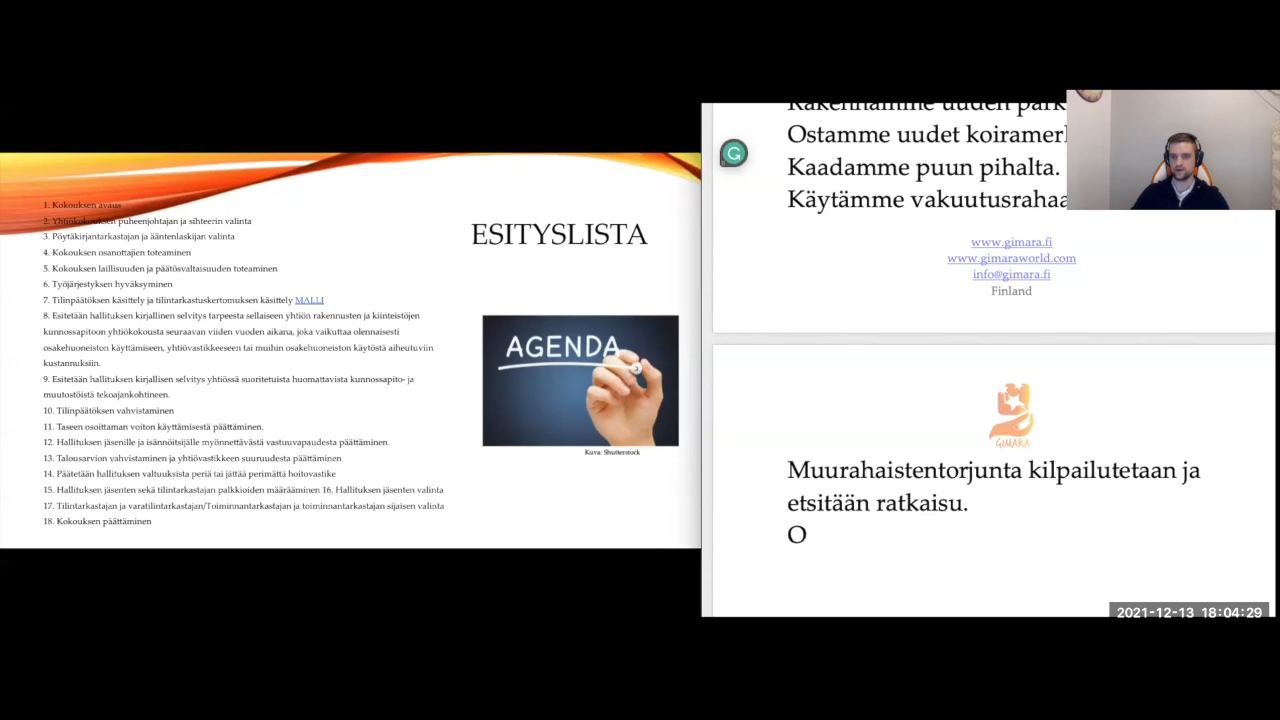 1. Kokouksen avaus
2. Yhtiökokouksen puheenjohtajan ja sihteerin valinta
3. Pöytäkirjantarkastajan ja ääntenlaskijan valinta
4. Kokouksen osanottajien toteaminen
5. Kokouksen laillisuuden ja päätösvaltaisuuden toteaminen
6. Työjärjestyksen hyväksyminen
7. Tilinpäätöksen käsittely ja tilintarkastuskertomuksen käsittely MALLI
8. Esitetään hallituksen kirjallinen selvitys tarpeesta sellaiseen yhtiön rakennusten ja kiinteistöjen
kunnossapitoon yhtiökokousta seuraavan viiden vuoden aikana, joka vaikuttaa olennaisesti
osakehuoneiston käyttämiseen, yhtiövastikkeeseen tai muihin osakehuoneiston käytöstä aiheutuviin
kustannuksiin.
9. Esitetään hallituksen kirjallisen selvitys yhtiössä suoritetuista huomattavista kunnossapito- ja
muutostöistä tekoajankohtineen.
10. Tilinpäätöksen vahvistaminen
11. Taseen osoittaman voiton käyttämisestä päättäminen.
12. Hallituksen jäsenille ja isännöitsijälle myönnettävästä vastuuvapaudesta päättäminen.
13. Talousarvion vahvistaminen ja yhtiövastikkeen suuruudesta päättäminen
14. Päätetään hallituksen valtuuksista periä tai jättää perimättä hoitovastike
15. Hallituksen jäsenten sekä tilintarkastajan palkkioiden määrääminen 16. Hallituksen jäsenten valinta
17. Tilintarkastajan ja varatilintarkastajan/Toiminnantarkastajan ja toiminnantarkastajan sijaisen valinta
18. Kokouksen päättäminen
ESITYSLISTA
AGENDA
Kuva: Shutterstock
Rakennamme uuden park
Ostamme uudet koiramer
Kaadamme puun pihalta.
Käytämme vakuutusrahaa
www.gimara.fi
www.gimaraworld.com
info@gimara.fi
Finland
GIMARA
Muurahaistentorjunta kilpailutetaan ja
etsitään ratkaisu.
O
2021-12-13 18:04:29